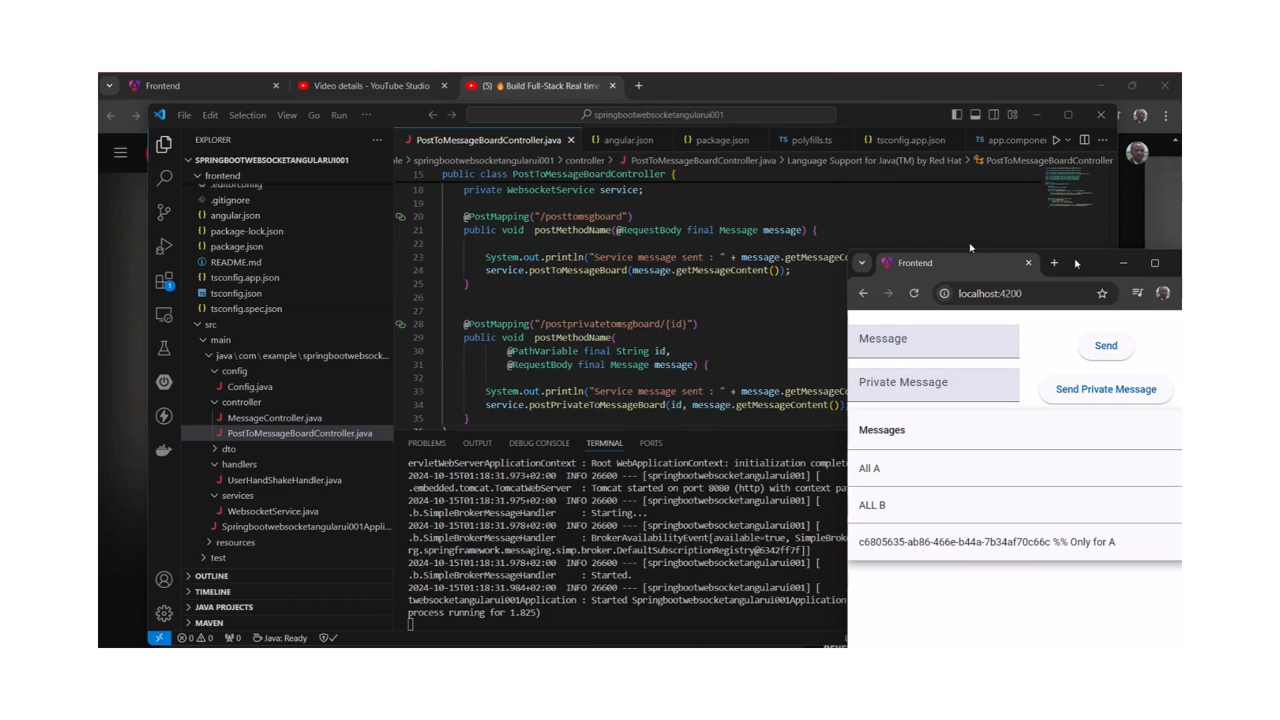 Frontend
Video details - YouTube Studio
(5) 🔥 Build Full-Stack Real time
File Edit Selection View Go Run ···
springbootwebsocketangularui001
EXPLORER
PostToMessageBoardController.java
angular.json
package.json
polyfills.ts
tsconfig.app.json
app.componen
SPRINGBOOTWEBSOCKETANGULARUI001
frontend
.editorconfig
.gitignore
angular.json
package-lock.json
package.json
README.md
tsconfig.app.json
tsconfig.json
tsconfig.spec.json
src
main
java\com\example\springbootwebsock...
config
Config.java
controller
MessageController.java
PostToMessageBoardController.java
dto
handlers
UserHandShakeHandler.java
services
WebsocketService.java
Springbootwebsocketangularui001Appli...
resources
test
OUTLINE
TIMELINE
JAVA PROJECTS
MAVEN
le > springbootwebsocketangularui001 > controller > PostToMessageBoardController.java > Language Support for Java(TM) by Red Hat > PostToMessageBoardController
15 public class PostToMessageBoardController {
18 private WebsocketService service;
19
20 @PostMapping("/posttomsgboard")
21 public void postMethodName(@RequestBody final Message message) {
22
23 System.out.println("Service message sent : " + message.getMessageCo
24 service.postToMessageBoard(message.getMessageContent());
25 }
26
27
28 @PostMapping("/postprivatetomsgboard/{id}")
29 public void postMethodName(
30 @PathVariable final String id,
31 @RequestBody final Message message) {
32
33 System.out.println("Service message sent : " + message.getMessageCo
34 service.postPrivateToMessageBoard(id, message.getMessageContent())
35 }
PROBLEMS OUTPUT DEBUG CONSOLE TERMINAL PORTS
ervletWebServerApplicationContext : Root WebApplicationContext: initialization complet
2024-10-15T01:18:31.973+02:00 INFO 26600 --- [springbootwebsocketangularui001] [
.embedded.tomcat.TomcatWebServer : Tomcat started on port 8080 (http) with context pa
2024-10-15T01:18:31.975+02:00 INFO 26600 --- [springbootwebsocketangularui001] [
.b.SimpleBrokerMessageHandler : Starting...
2024-10-15T01:18:31.978+02:00 INFO 26600 --- [springbootwebsocketangularui001] [
.b.SimpleBrokerMessageHandler : BrokerAvailabilityEvent[available=true, SimpleBroke
rg.springframework.messaging.simp.broker.DefaultSubscriptionRegistry@6342ff7f]]
2024-10-15T01:18:31.978+02:00 INFO 26600 --- [springbootwebsocketangularui001] [
.b.SimpleBrokerMessageHandler : Started.
2024-10-15T01:18:31.984+02:00 INFO 26600 --- [springbootwebsocketangularui001] [
twebsocketangularui001Application : Started Springbootwebsocketangularui001Application
process running for 1.825)
0 0 0 Java: Ready
Frontend
localhost:4200
Message
Send
Private Message
Send Private Message
Messages
All A
ALL B
c6805635-ab86-466e-b44a-7b34af70c66c %% Only for A